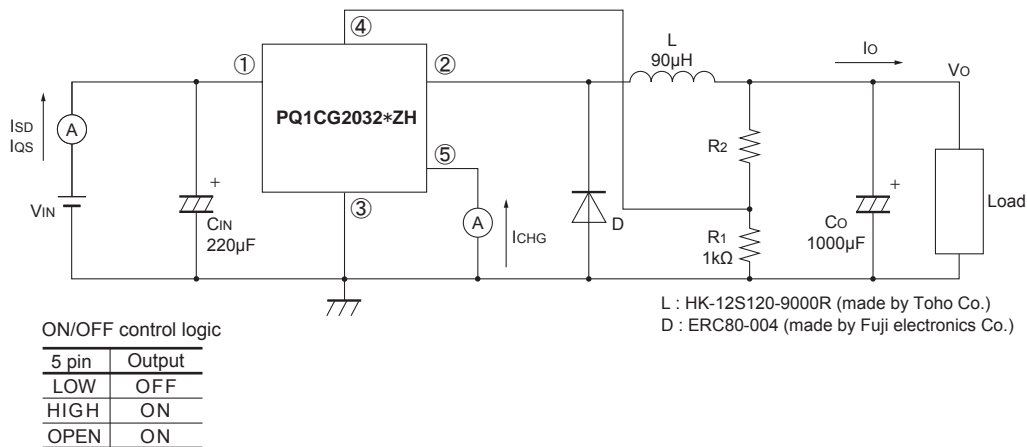 ④
L
90µH
IO
VO
①
②
PQ1CG2032*ZH
ISD
IQS
A
⑤
R2
VIN
+
CIN
220µF
③
A
ICHG
D
R1
1kΩ
+
CO
1000µF
Load
L : HK-12S120-9000R (made by Toho Co.)
D : ERC80-004 (made by Fuji electronics Co.)
ON/OFF control logic
5 pin Output
LOW OFF
HIGH ON
OPEN ON